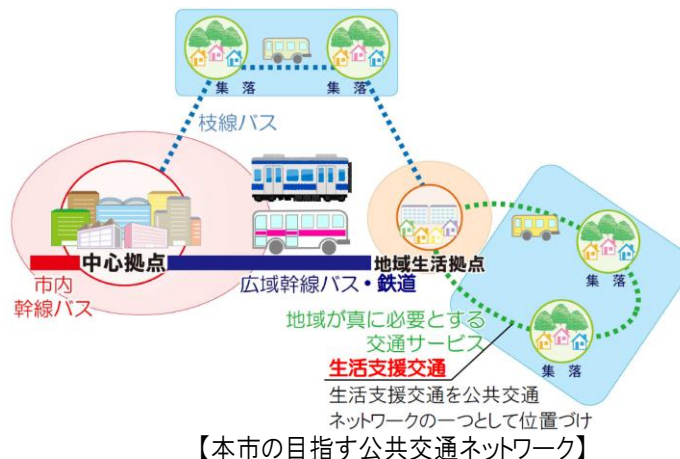 集 落
集 落
枝線バス
中心拠点
地域生活拠点
市内
幹線バス
広域幹線バス・鉄道
集 落
地域が真に必要とする
交通サービス
生活支援交通
集 落
生活支援交通を公共交通
ネットワークの一つとして位置づけ
【本市の目指す公共交通ネットワーク】